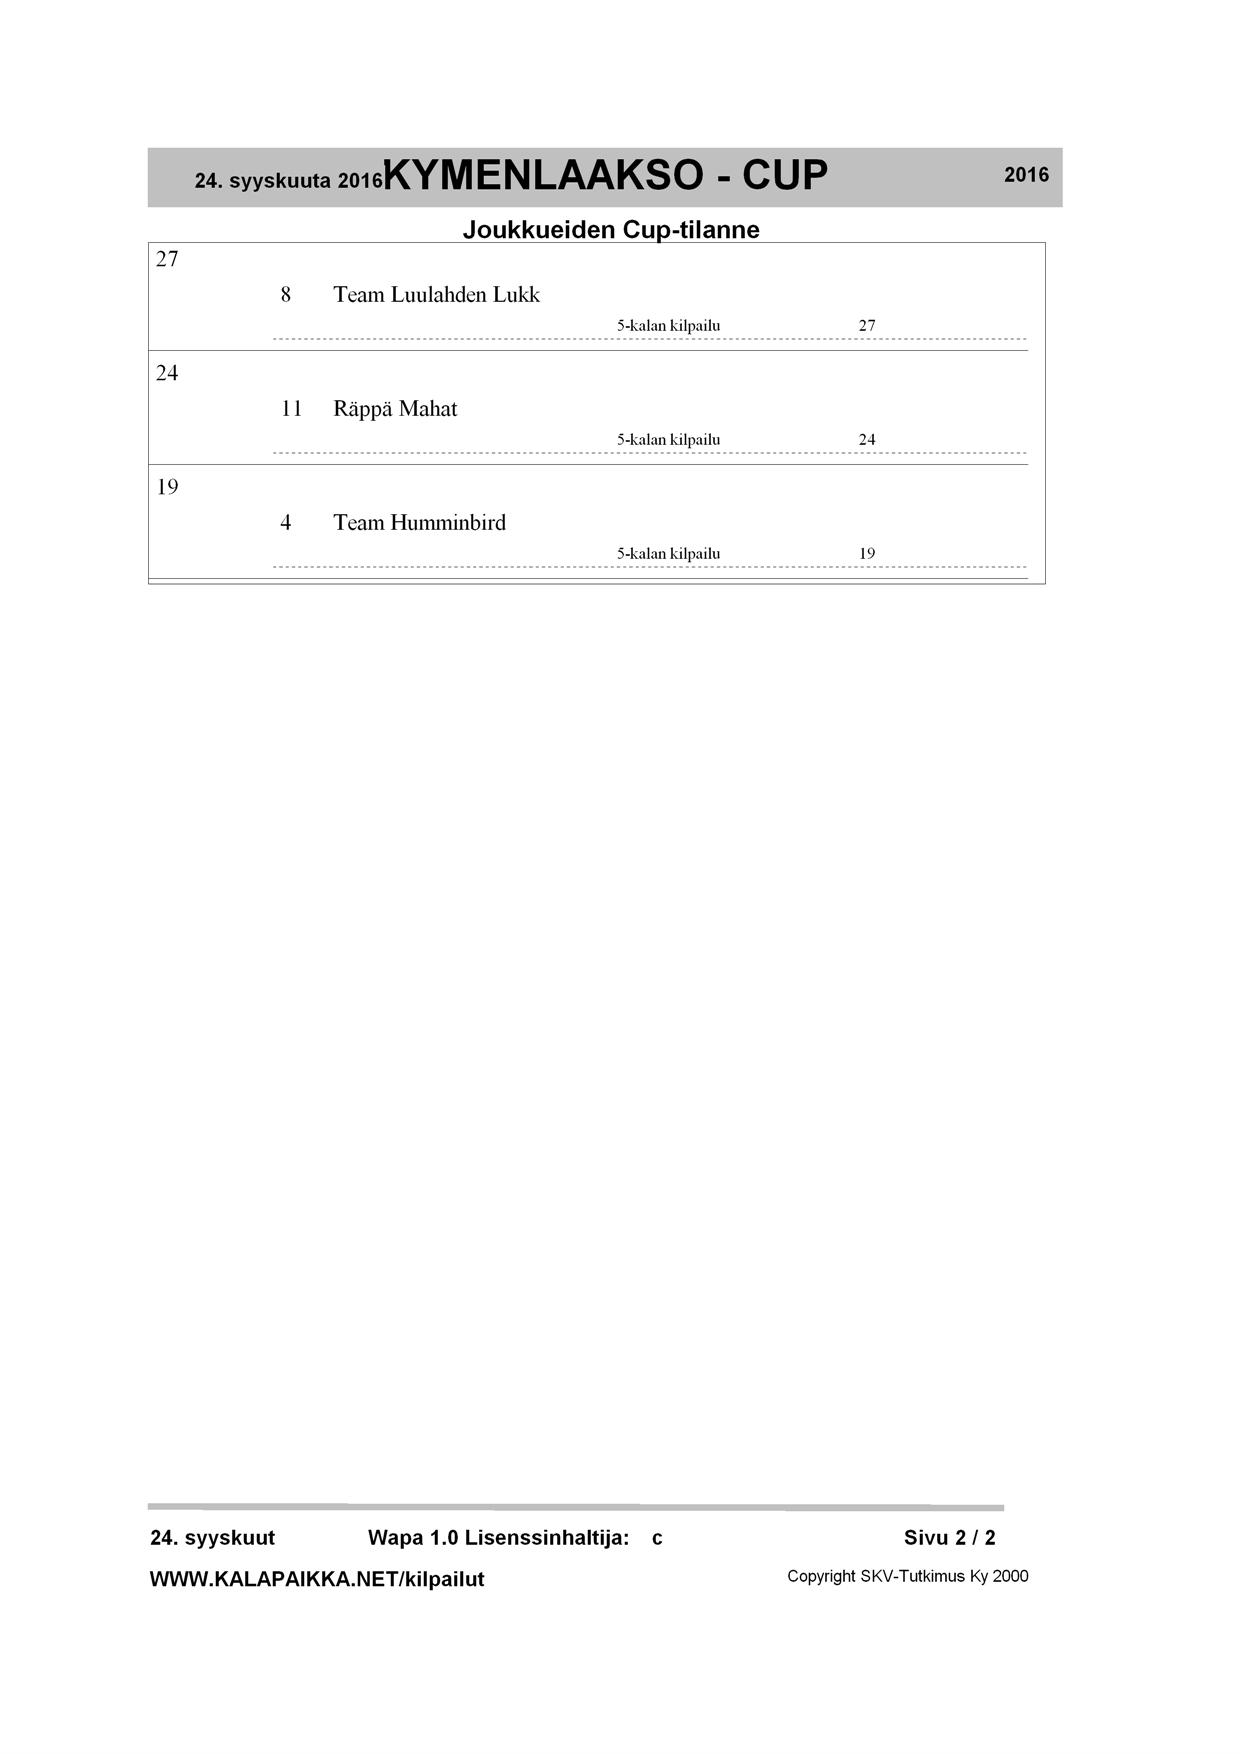 24. syyskuuta 2016 KYMENLAAKSO - CUP 2016
Joukkueiden Cup-tilanne
27
8 Team Luulahden Lukk
5-kalan kilpailu 27
24
11 Räppä Mahat
5-kalan kilpailu 24
19
4 Team Humminbird
5-kalan kilpailu 19
24. syyskuut Wapa 1.0 Lisenssinhaltija: c Sivu 2 / 2
WWW.KALAPAIKKA.NET/kilpailut Copyright SKV-Tutkimus Ky 2000